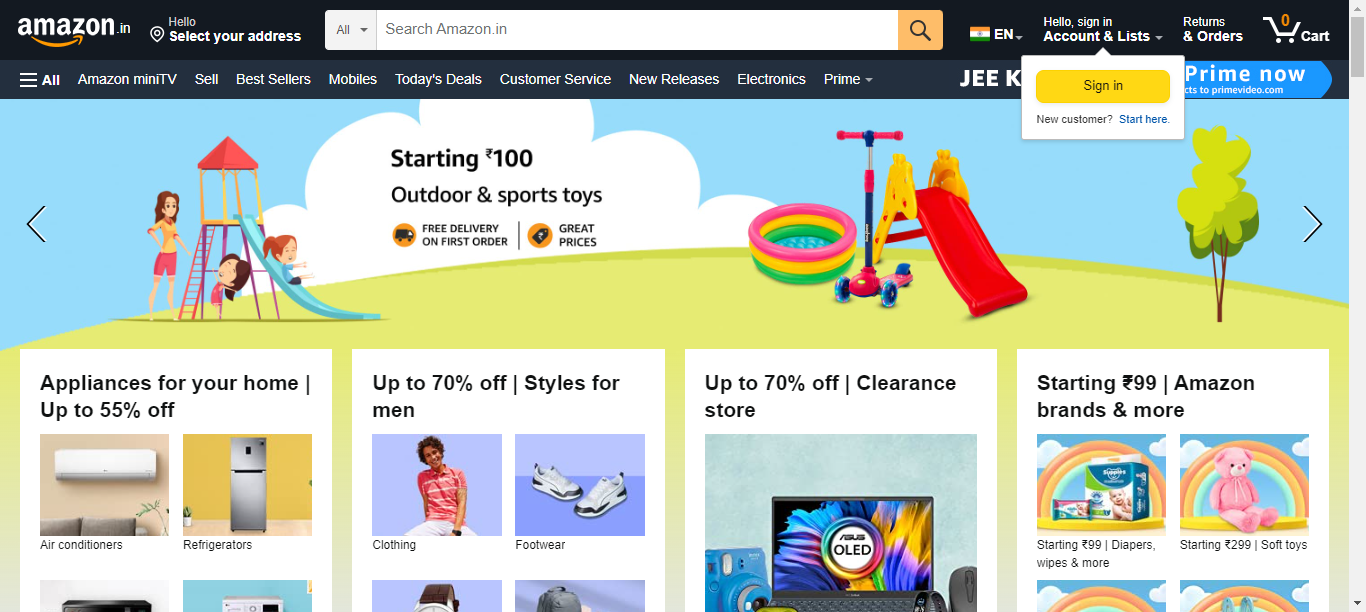 amazon.in
Hello
Select your address
All
Search Amazon.in
EN
Hello, sign in
Account & Lists
Returns
& Orders
0
Cart
All
Amazon miniTV
Sell
Best Sellers
Mobiles
Today's Deals
Customer Service
New Releases
Electronics
Prime
JEE K
Prime now
cts to primevideo.com
Sign in
New customer? Start here.
Starting ₹100
Outdoor & sports toys
FREE DELIVERY
ON FIRST ORDER
GREAT
PRICES
Appliances for your home |
Up to 55% off
Air conditioners
Refrigerators
Up to 70% off | Styles for
men
Clothing
Footwear
Up to 70% off | Clearance
store
ASUS
OLED
Starting ₹99 | Amazon
brands & more
Starting ₹99 | Diapers,
wipes & more
Starting ₹299 | Soft toys